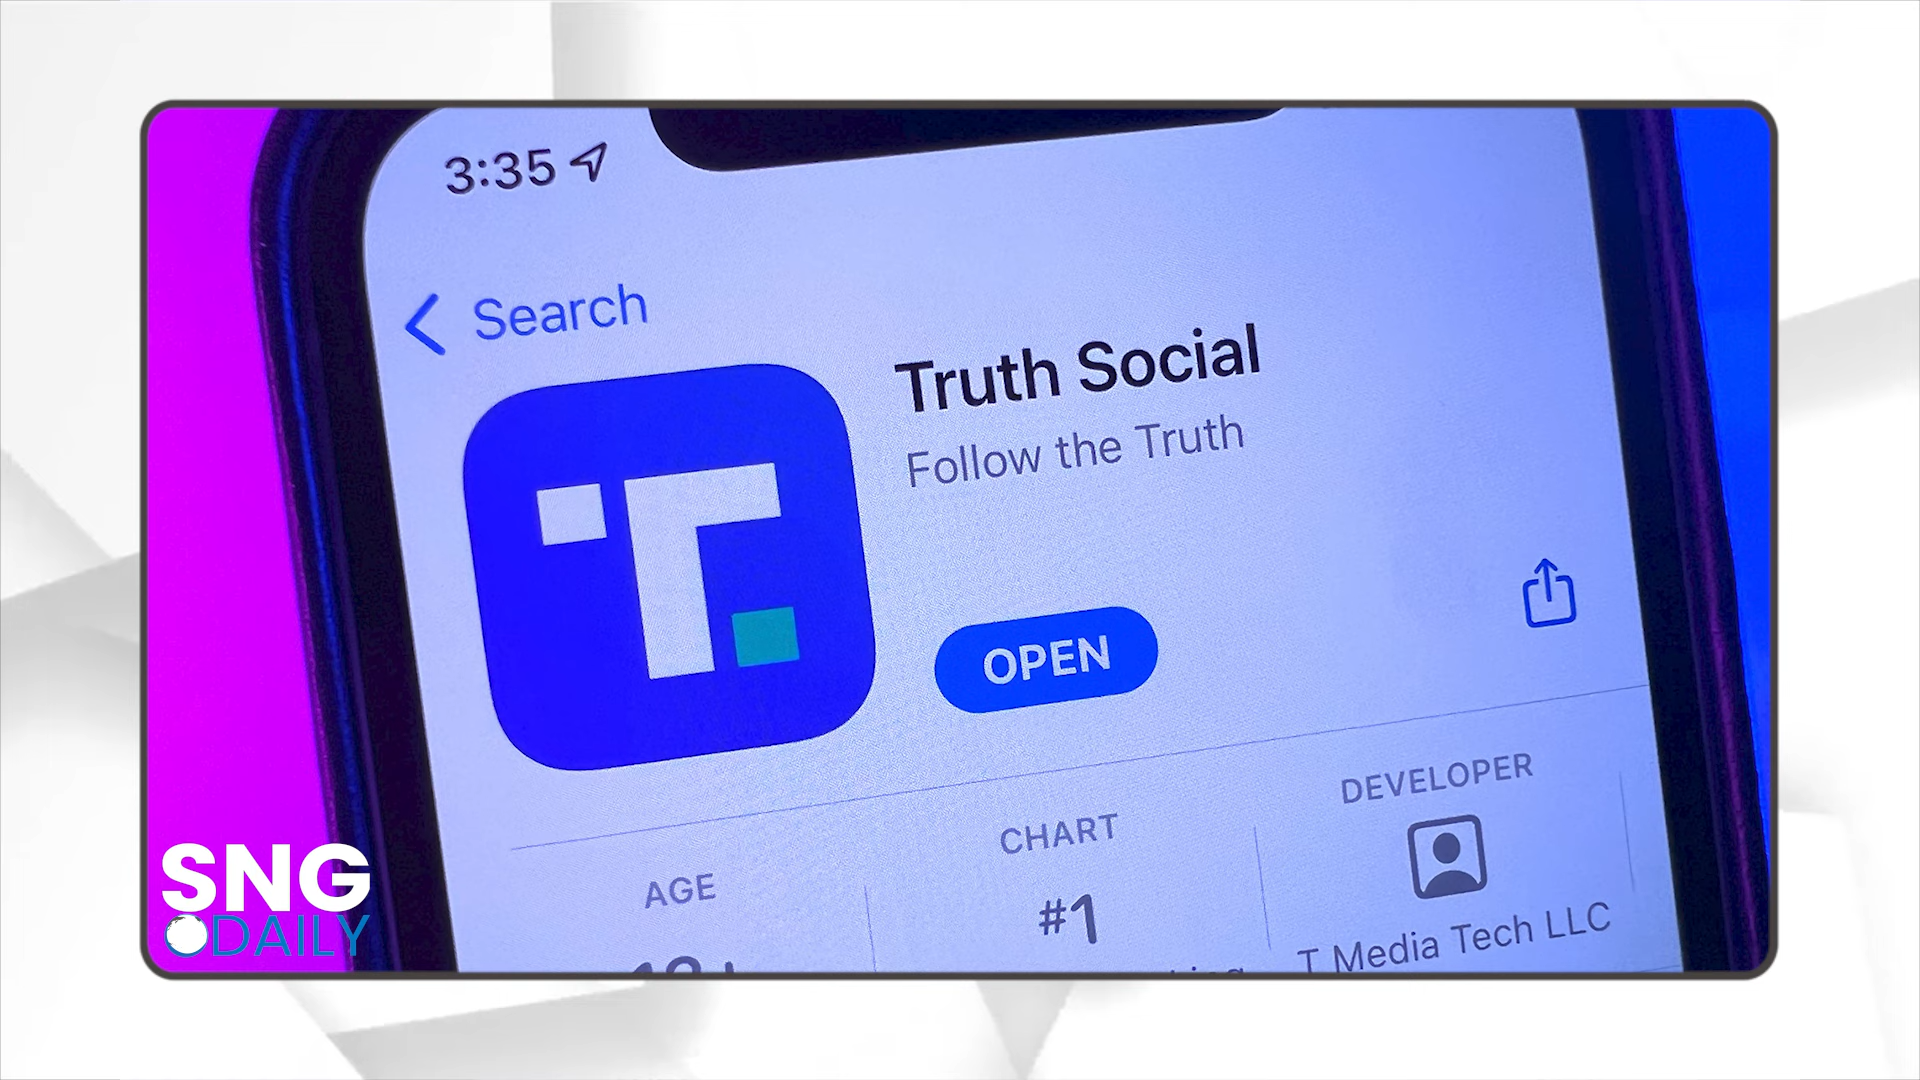 3:35
Search
Truth Social
Follow the Truth
OPEN
AGE
CHART
#1
DEVELOPER
T Media Tech LLC
SNG
DAILY